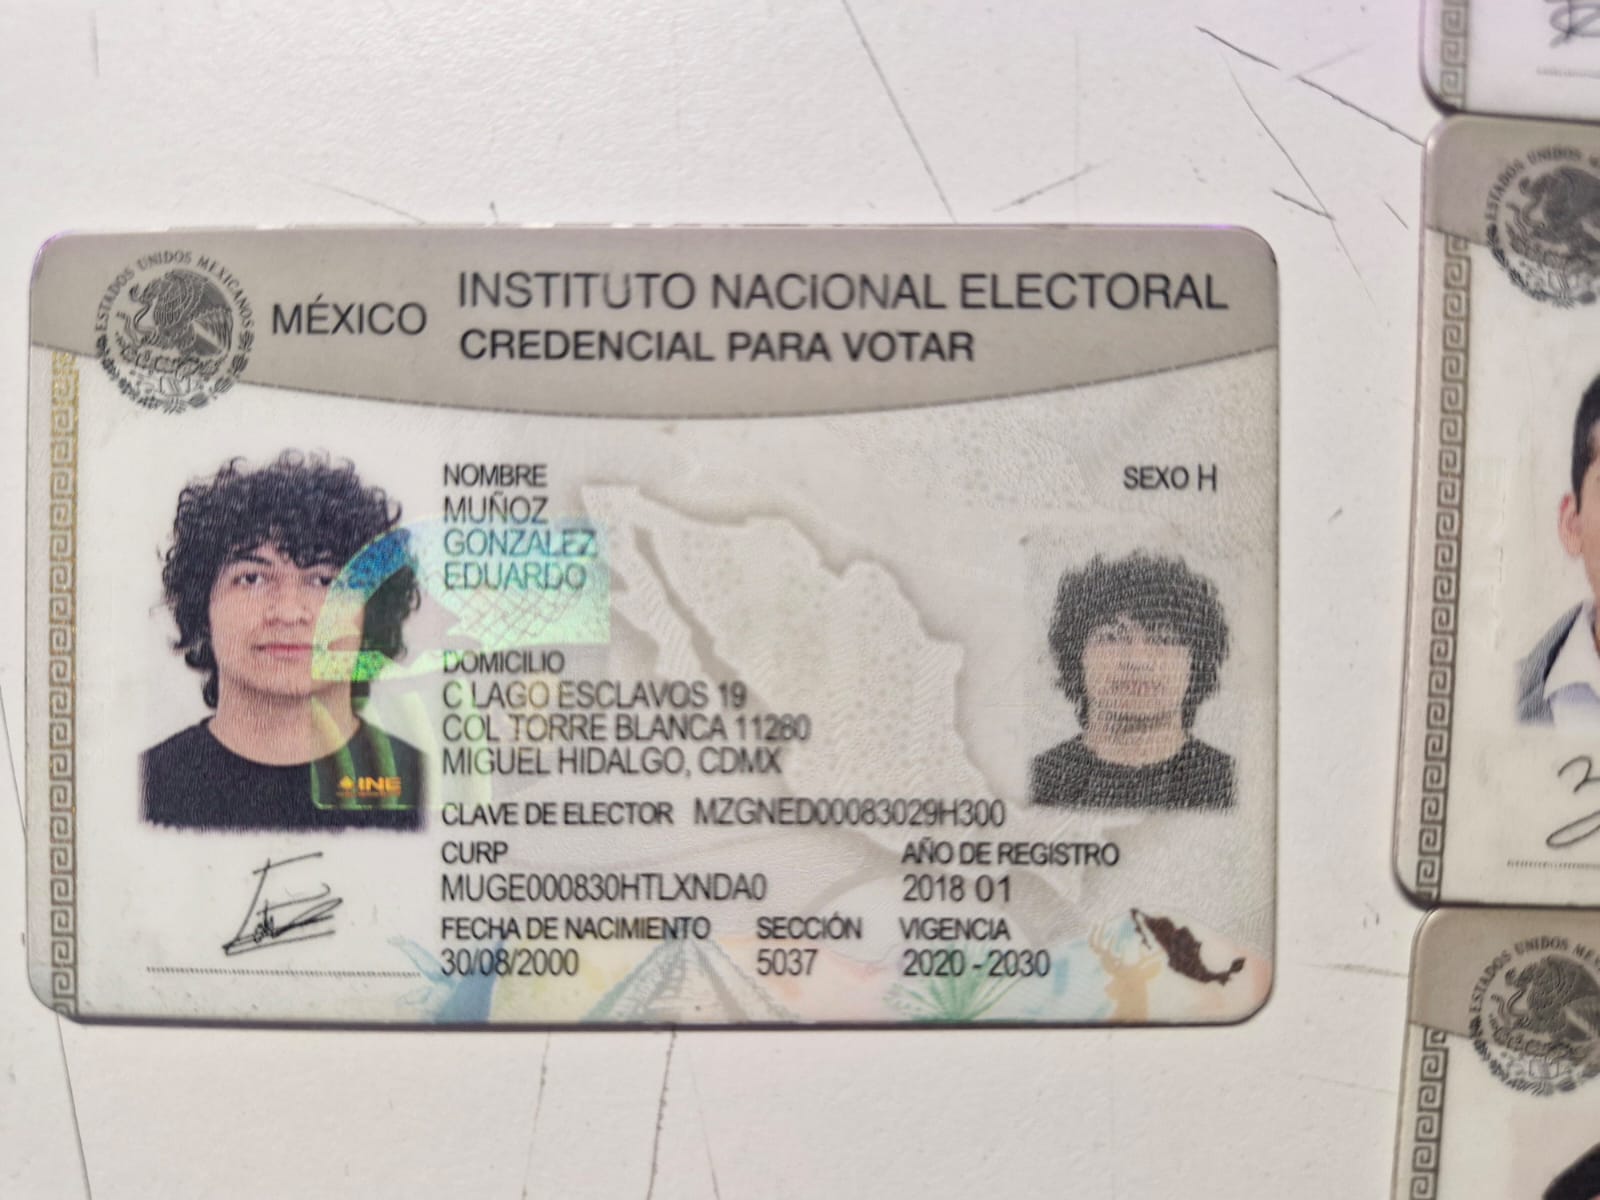 ESTADOS UNIDOS MEXICANOS
MÉXICO
INSTITUTO NACIONAL ELECTORAL
CREDENCIAL PARA VOTAR
NOMBRE
MUÑOZ
GONZALEZ
EDUARDO
SEXO H
DOMICILIO
C LAGO ESCLAVOS 19
COL TORRE BLANCA 11280
MIGUEL HIDALGO, CDMX
INE
CLAVE DE ELECTOR MZGNED00083029H300
CURP
MUGE000830HTLXNDA0
AÑO DE REGISTRO
2018 01
FECHA DE NACIMIENTO
30/08/2000
SECCIÓN
5037
VIGENCIA
2020 - 2030
ESTADOS UNIDOS
ESTADOS UNIDOS